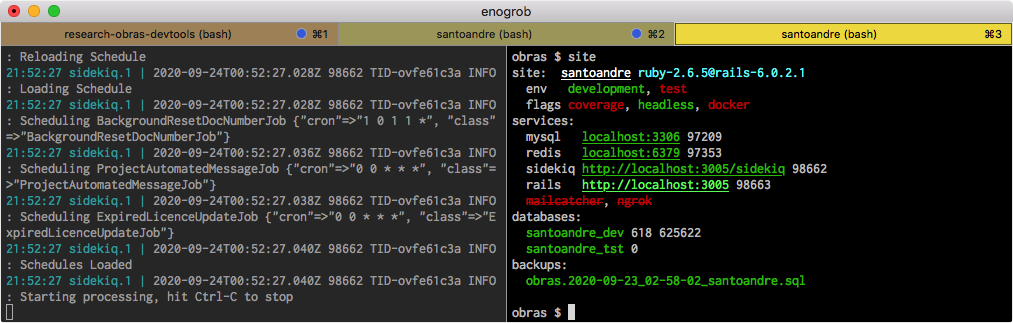 enogrob
research-obras-devtools (bash) ⌘1
santoandre (bash) ⌘2
santoandre (bash) ⌘3
: Reloading Schedule
21:52:27 sidekiq.1 | 2020-09-24T00:52:27.028Z 98662 TID-ovfe61c3a INFO
: Loading Schedule
21:52:27 sidekiq.1 | 2020-09-24T00:52:27.028Z 98662 TID-ovfe61c3a INFO
: Scheduling BackgroundResetDocNumberJob {"cron"=>"1 0 1 1 *", "class"
=>"BackgroundResetDocNumberJob"}
21:52:27 sidekiq.1 | 2020-09-24T00:52:27.036Z 98662 TID-ovfe61c3a INFO
: Scheduling ProjectAutomatedMessageJob {"cron"=>"0 0 * * *", "class"=
>"ProjectAutomatedMessageJob"}
21:52:27 sidekiq.1 | 2020-09-24T00:52:27.038Z 98662 TID-ovfe61c3a INFO
: Scheduling ExpiredLicenceUpdateJob {"cron"=>"0 0 * * *", "class"=>"E
xpiredLicenceUpdateJob"}
21:52:27 sidekiq.1 | 2020-09-24T00:52:27.040Z 98662 TID-ovfe61c3a INFO
: Schedules Loaded
21:52:27 sidekiq.1 | 2020-09-24T00:52:27.040Z 98662 TID-ovfe61c3a INFO
: Starting processing, hit Ctrl-C to stop
obras $ site
site: santoandre ruby-2.6.5@rails-6.0.2.1
env development, test
flags coverage, headless, docker
services:
mysql localhost:3306 97209
redis localhost:6379 97353
sidekiq http://localhost:3005/sidekiq 98662
rails http://localhost:3005 98663
mailcatcher, ngrok
databases:
santoandre_dev 618 625622
santoandre_tst 0
backups:
obras.2020-09-23_02-58-02_santoandre.sql
obras $